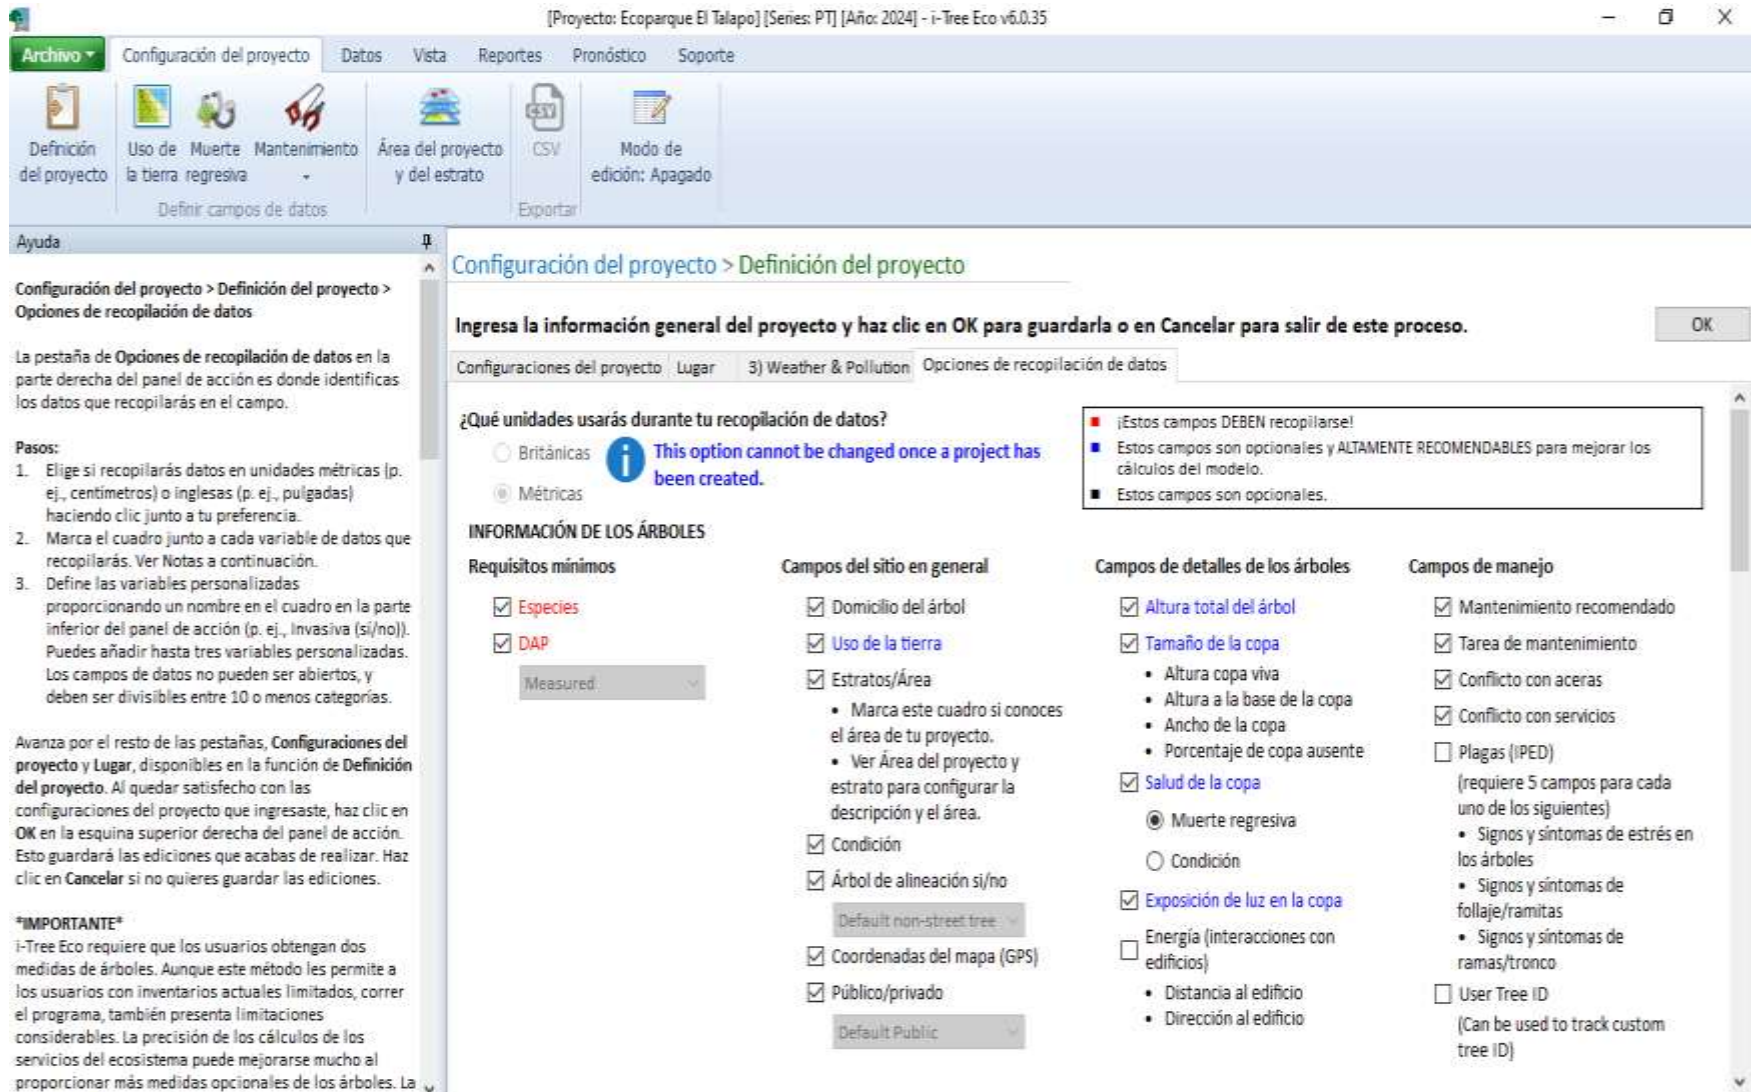 [Proyecto: Ecoparque El Talapo] [Series: PT] [Año: 2024] - i-Tree Eco v6.0.35
Archivo
Configuración del proyecto
Datos
Vista
Reportes
Pronóstico
Soporte
Definición
del proyecto
Uso de
la tierra
Muerte
regresiva
Mantenimiento
Definir campos de datos
Área del proyecto
y del estrato
CSV
CSV
Exportar
Modo de
edición: Apagado
Ayuda
Configuración del proyecto > Definición del proyecto >
Opciones de recopilación de datos
La pestaña de Opciones de recopilación de datos en la
parte derecha del panel de acción es donde identificas
los datos que recopilarás en el campo.
Pasos:
1. Elige si recopilarás datos en unidades métricas (p.
ej., centímetros) o inglesas (p. ej., pulgadas)
haciendo clic junto a tu preferencia.
2. Marca el cuadro junto a cada variable de datos que
recopilarás. Ver Notas a continuación.
3. Define las variables personalizadas
proporcionando un nombre en el cuadro en la parte
inferior del panel de acción (p. ej., Invasiva (sí/no)).
Puedes añadir hasta tres variables personalizadas.
Los campos de datos no pueden ser abiertos, y
deben ser divisibles entre 10 o menos categorías.
Avanza por el resto de las pestañas, Configuraciones del
proyecto y Lugar, disponibles en la función de Definición
del proyecto. Al quedar satisfecho con las
configuraciones del proyecto que ingresaste, haz clic en
OK en la esquina superior derecha del panel de acción.
Esto guardará las ediciones que acabas de realizar. Haz
clic en Cancelar si no quieres guardar las ediciones.
*IMPORTANTE*
i-Tree Eco requiere que los usuarios obtengan dos
medidas de árboles. Aunque este método les permite a
los usuarios con inventarios actuales limitados, correr
el programa, también presenta limitaciones
considerables. La precisión de los cálculos de los
servicios del ecosistema puede mejorarse mucho al
proporcionar más medidas opcionales de los árboles. La
Configuración del proyecto > Definición del proyecto
Ingresa la información general del proyecto y haz clic en OK para guardarla o en Cancelar para salir de este proceso.
OK
Configuraciones del proyecto
Lugar
3) Weather & Pollution
Opciones de recopilación de datos
¿Qué unidades usarás durante tu recopilación de datos?
Británicas
Métricas
This option cannot be changed once a project has
been created.
¡Estos campos DEBEN recopilarse!
Estos campos son opcionales y ALTAMENTE RECOMENDABLES para mejorar los
cálculos del modelo.
Estos campos son opcionales.
INFORMACIÓN DE LOS ÁRBOLES
Requisitos mínimos
Especies
DAP
Measured
Campos del sitio en general
Domicilio del árbol
Uso de la tierra
Estratos/Área
• Marca este cuadro si conoces
el área de tu proyecto.
• Ver Área del proyecto y
estrato para configurar la
descripción y el área.
Condición
Árbol de alineación si/no
Default non-street tree
Coordenadas del mapa (GPS)
Público/privado
Default Public
Campos de detalles de los árboles
Altura total del árbol
Tamaño de la copa
• Altura copa viva
• Altura a la base de la copa
• Ancho de la copa
• Porcentaje de copa ausente
Salud de la copa
Muerte regresiva
Condición
Exposición de luz en la copa
Energía (interacciones con
edificios)
• Distancia al edificio
• Dirección al edificio
Campos de manejo
Mantenimiento recomendado
Tarea de mantenimiento
Conflicto con aceras
Conflicto con servicios
Plagas (IPED)
(requiere 5 campos para cada
uno de los siguientes)
• Signos y síntomas de estrés en
los árboles
• Signos y síntomas de
follaje/ramitas
• Signos y síntomas de
ramas/tronco
User Tree ID
(Can be used to track custom
tree ID)